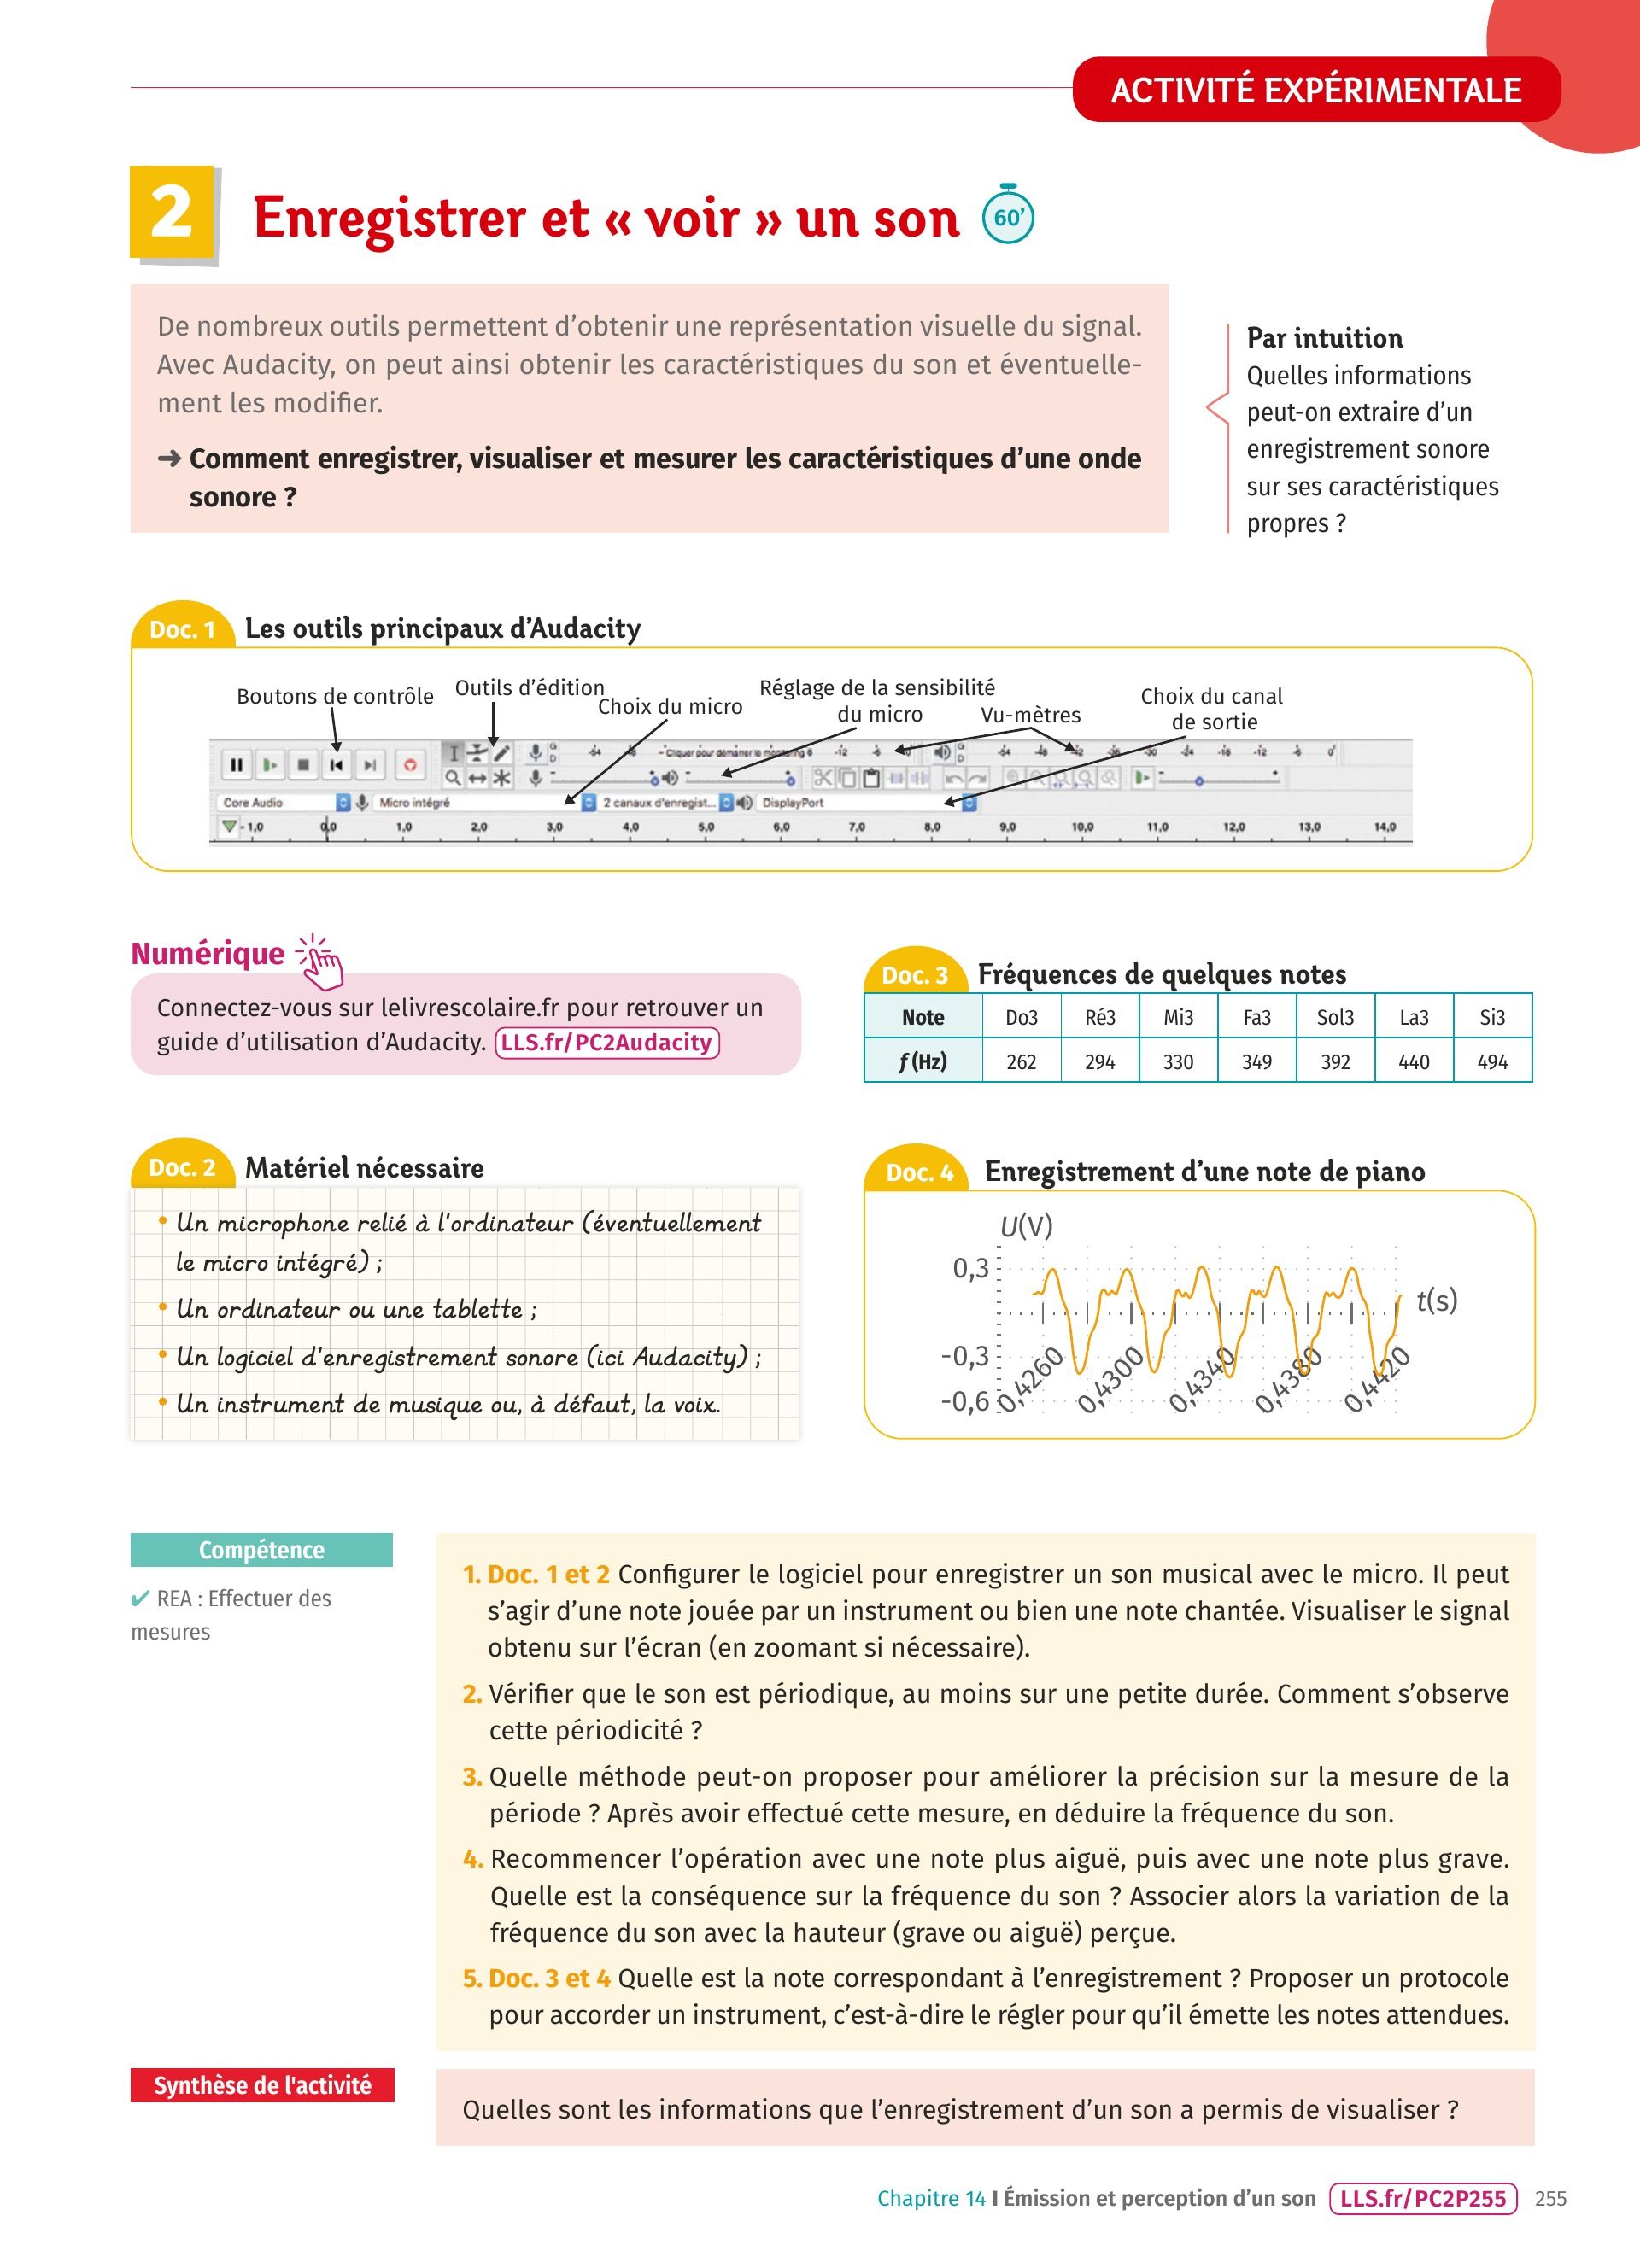 ACTIVITÉ EXPÉRIMENTALE
2
Enregistrer et « voir » un son
60’
De nombreux outils permettent d’obtenir une représentation visuelle du signal.
Avec Audacity, on peut ainsi obtenir les caractéristiques du son et éventuelle-
ment les modifier.
➜ Comment enregistrer, visualiser et mesurer les caractéristiques d’une onde
sonore ?
Par intuition
Quelles informations
peut-on extraire d’un
enregistrement sonore
sur ses caractéristiques
propres ?
Doc. 1 Les outils principaux d’Audacity
Boutons de contrôle
Outils d’édition
Choix du micro
Réglage de la sensibilité
du micro
Vu-mètres
Choix du canal
de sortie
Cliquer pour démarrer le monitoring
Core Audio
Micro intégré
2 canaux d'enregist...
DisplayPort
- 1,0 0,0 1,0 2,0 3,0 4,0 5,0 6,0 7,0 8,0 9,0 10,0 11,0 12,0 13,0 14,0
Numérique
Connectez-vous sur lelivrescolaire.fr pour retrouver un
guide d’utilisation d’Audacity. LLS.fr/PC2Audacity
Doc. 3 Fréquences de quelques notes
Note Do3 Ré3 Mi3 Fa3 Sol3 La3 Si3
f (Hz) 262 294 330 349 392 440 494
Doc. 2 Matériel nécessaire
• Un microphone relié à l'ordinateur (éventuellement
le micro intégré) ;
• Un ordinateur ou une tablette ;
• Un logiciel d'enregistrement sonore (ici Audacity) ;
• Un instrument de musique ou, à défaut, la voix.
Doc. 4 Enregistrement d’une note de piano
U(V)
0,3
t(s)
-0,3
-0,6
0,4260 0,4300 0,4340 0,4380 0,4420
Compétence
✔ REA : Effectuer des
mesures
1. Doc. 1 et 2 Configurer le logiciel pour enregistrer un son musical avec le micro. Il peut
s’agir d’une note jouée par un instrument ou bien une note chantée. Visualiser le signal
obtenu sur l’écran (en zoomant si nécessaire).
2. Vérifier que le son est périodique, au moins sur une petite durée. Comment s’observe
cette périodicité ?
3. Quelle méthode peut-on proposer pour améliorer la précision sur la mesure de la
période ? Après avoir effectué cette mesure, en déduire la fréquence du son.
4. Recommencer l’opération avec une note plus aiguë, puis avec une note plus grave.
Quelle est la conséquence sur la fréquence du son ? Associer alors la variation de la
fréquence du son avec la hauteur (grave ou aiguë) perçue.
5. Doc. 3 et 4 Quelle est la note correspondant à l’enregistrement ? Proposer un protocole
pour accorder un instrument, c’est-à-dire le régler pour qu’il émette les notes attendues.
Synthèse de l'activité
Quelles sont les informations que l’enregistrement d’un son a permis de visualiser ?
Chapitre 14 I Émission et perception d’un son LLS.fr/PC2P255 255